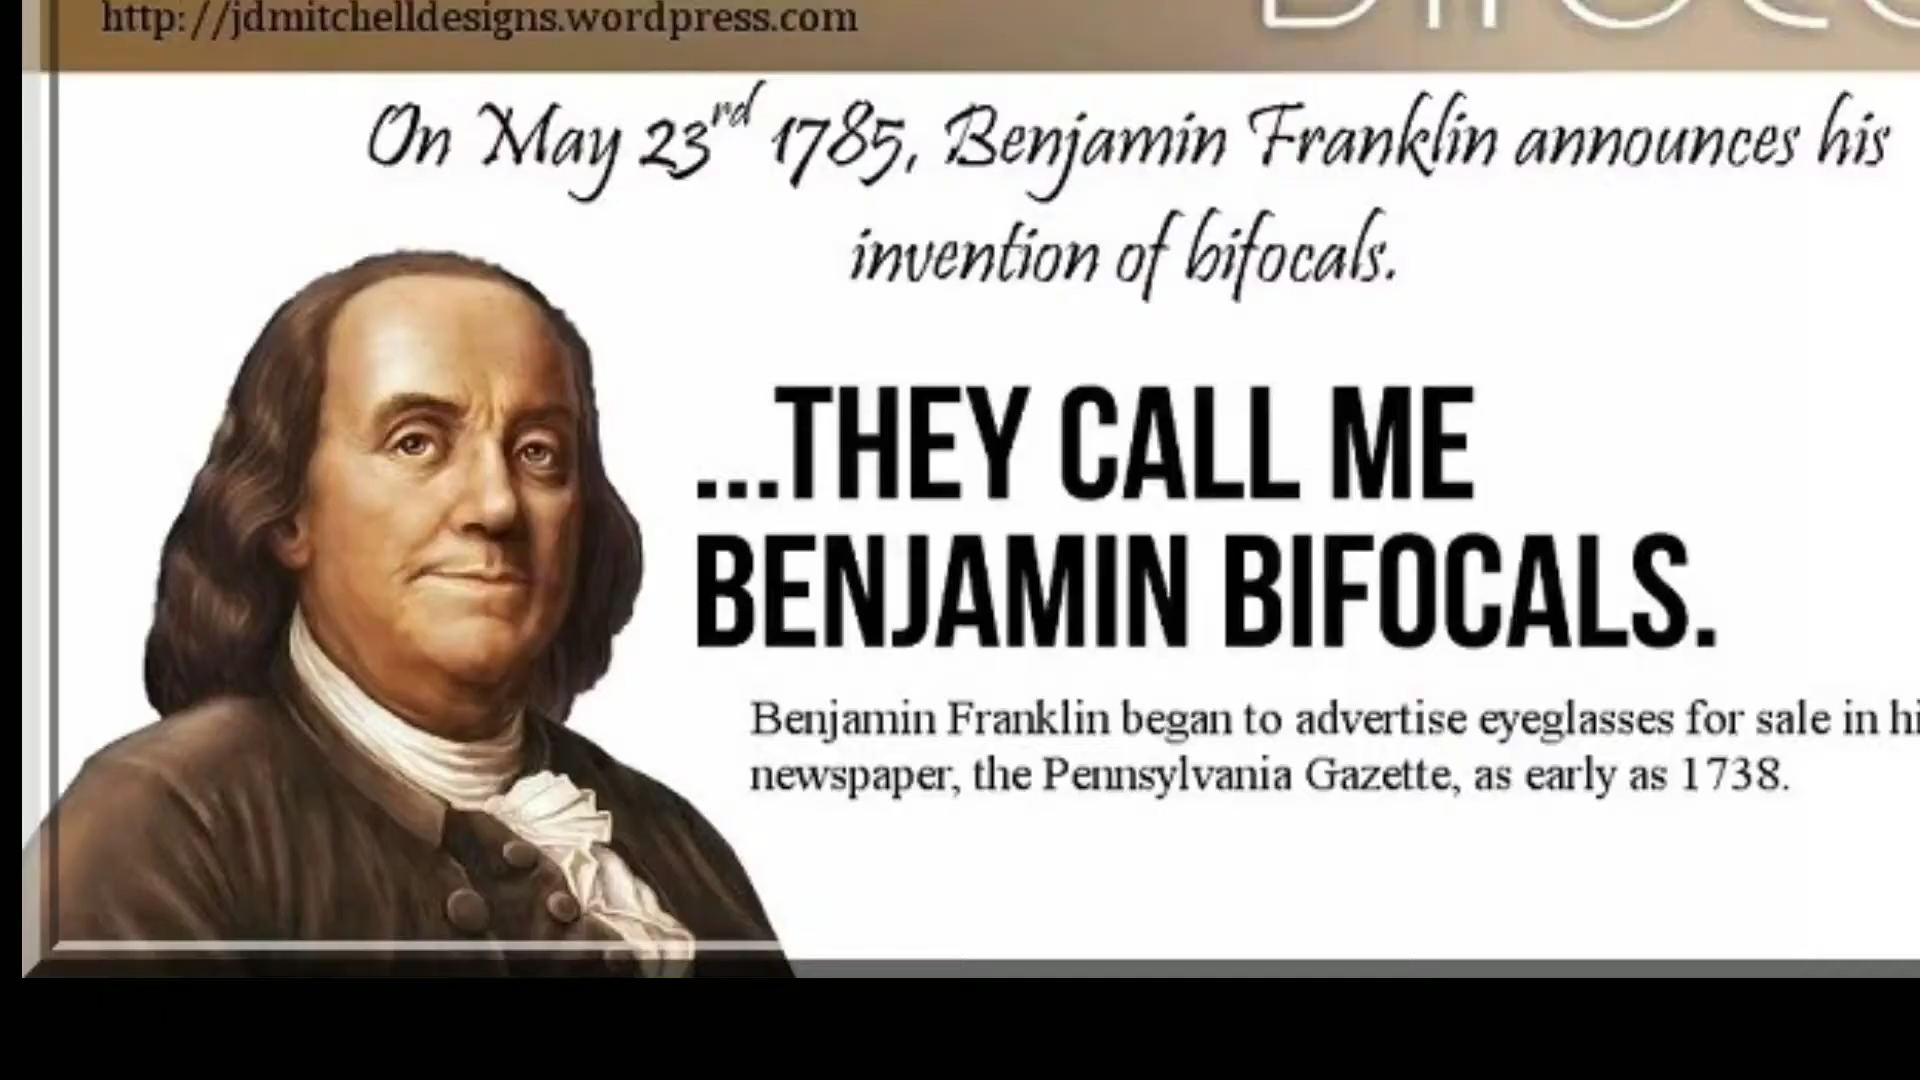 http://jdmitchelldesigns.wordpress.com
On May 23rd 1785, Benjamin Franklin announces his
invention of bifocals.
...THEY CALL ME
BENJAMIN BIFOCALS.
Benjamin Franklin began to advertise eyeglasses for sale in
newspaper, the Pennsylvania Gazette, as early as 1738.